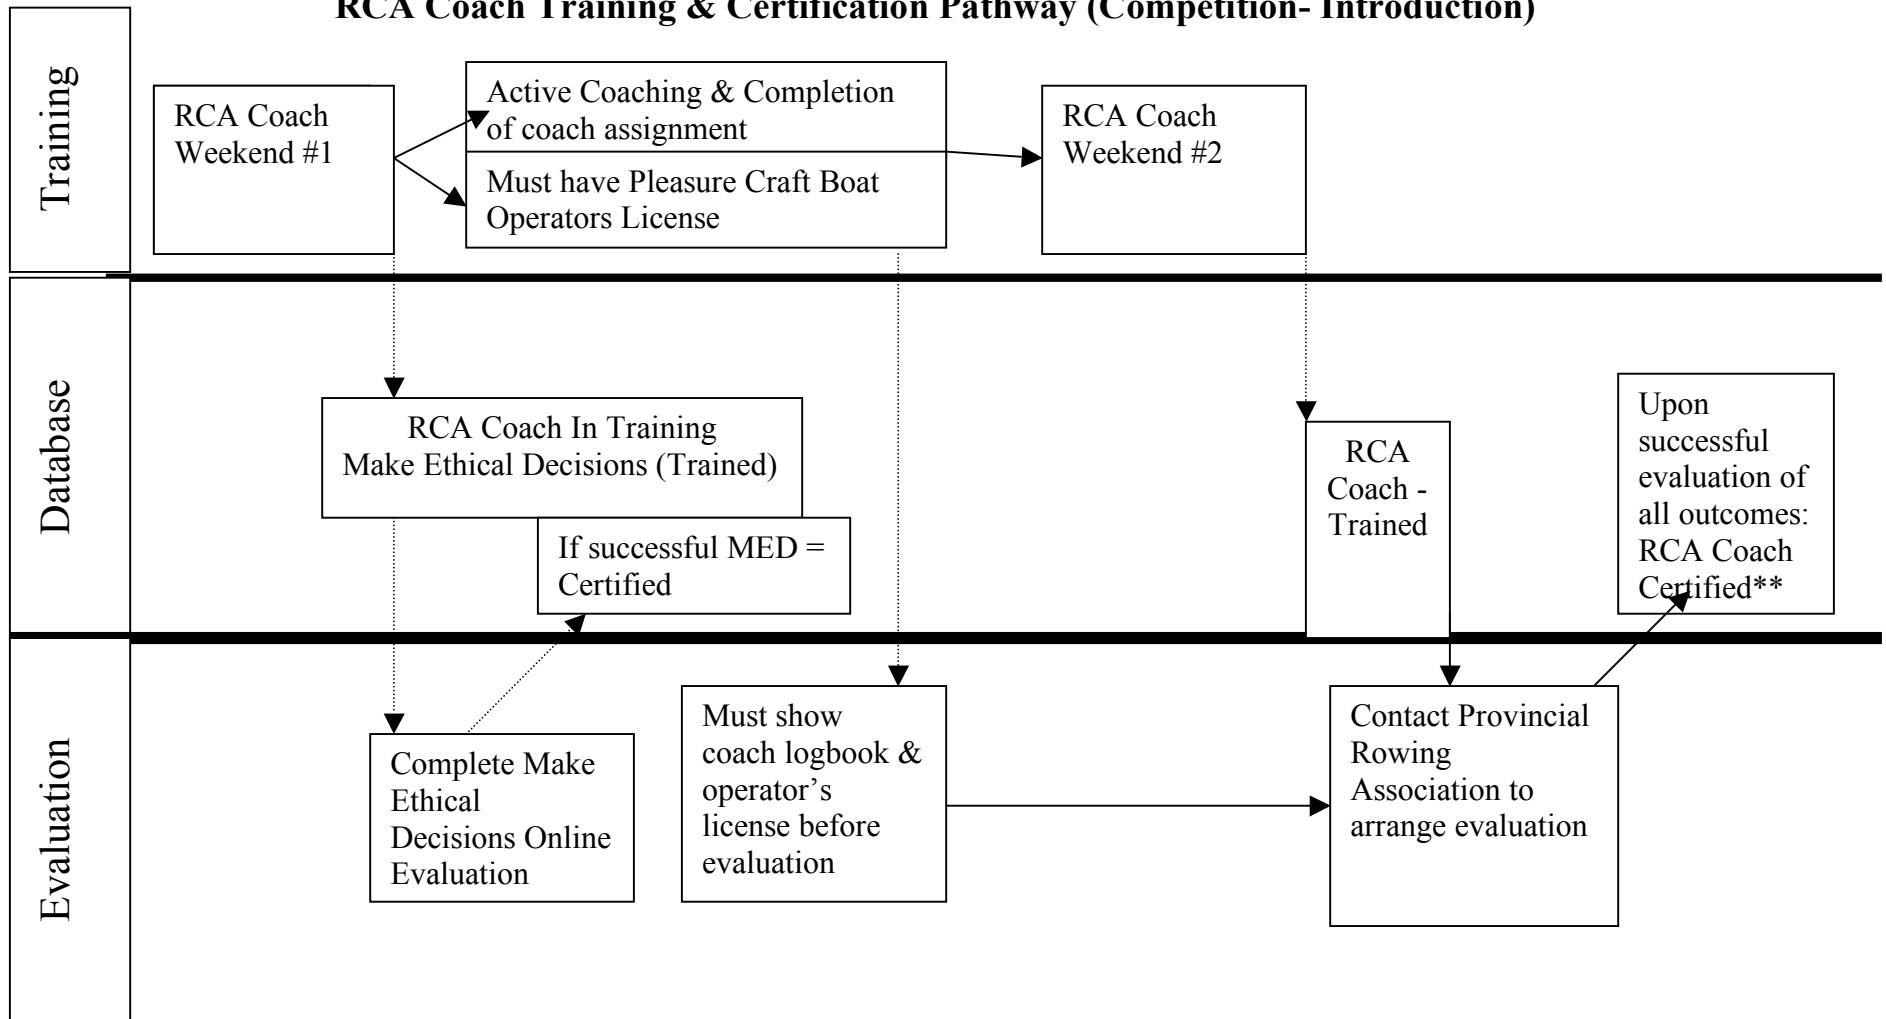 RCA Coach Training & Certification Pathway (Competition- Introduction)
Training
RCA Coach
Weekend #1
Active Coaching & Completion
of coach assignment
Must have Pleasure Craft Boat
Operators License
RCA Coach
Weekend #2
Database
RCA Coach In Training
Make Ethical Decisions (Trained)
If successful MED =
Certified
RCA
Coach -
Trained
Upon
successful
evaluation of
all outcomes:
RCA Coach
Certified**
Evaluation
Complete Make
Ethical
Decisions Online
Evaluation
Must show
coach logbook &
operator’s
license before
evaluation
Contact Provincial
Rowing
Association to
arrange evaluation